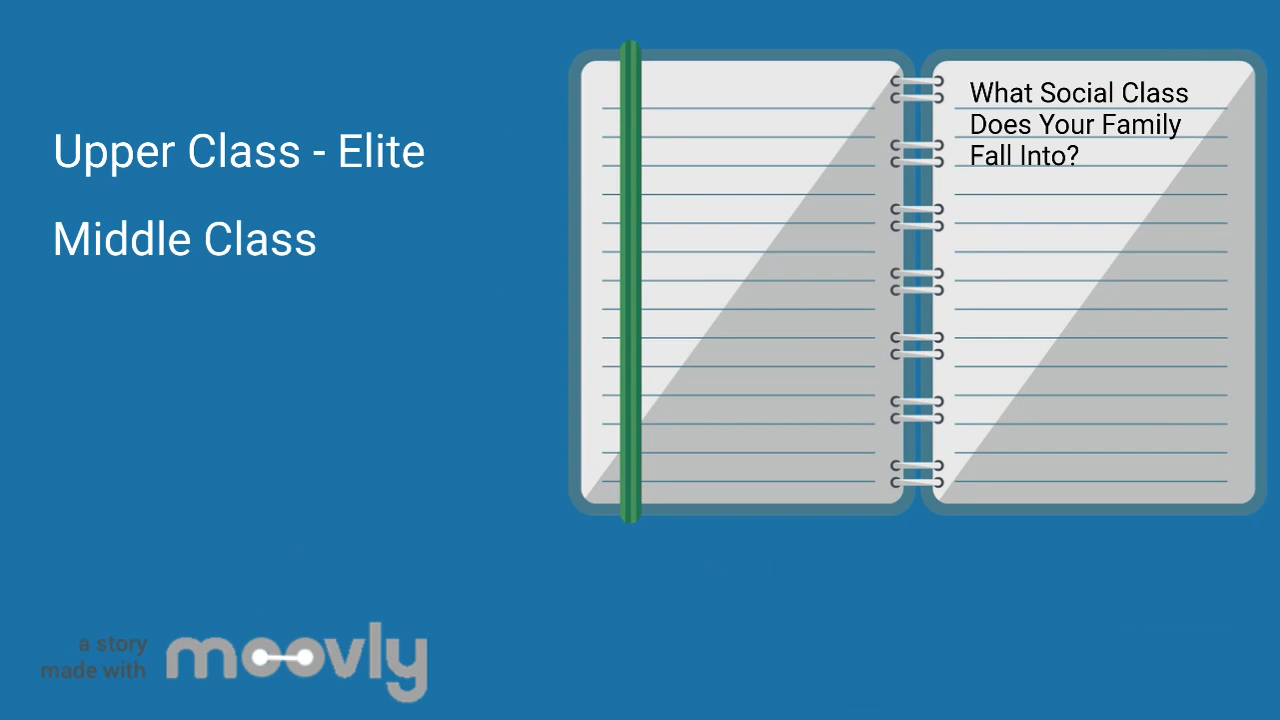 Upper Class - Elite
Middle Class
What Social Class
Does Your Family
Fall Into?
a story
made with
moovly